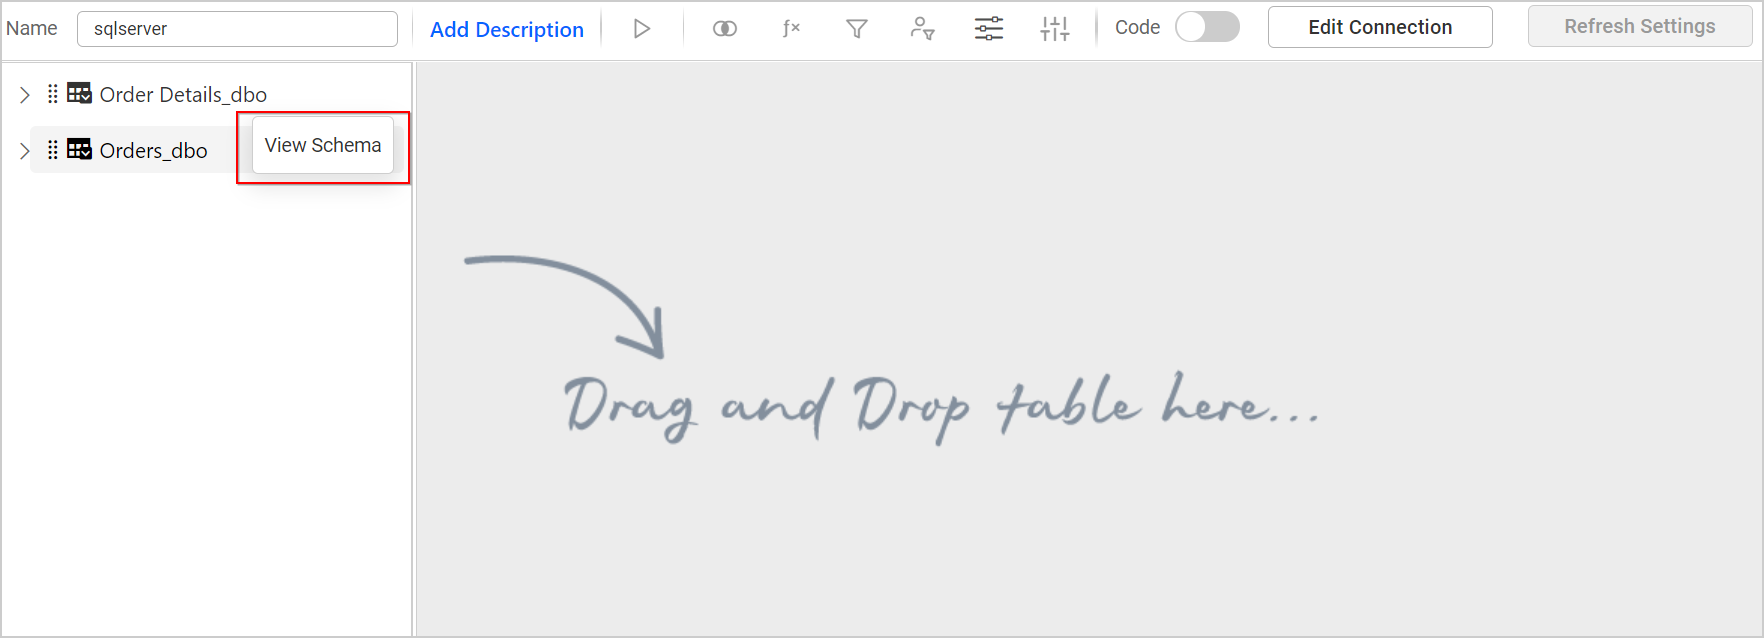 Name sqlserver Add Description ƒx Code Edit Connection Refresh Settings
Order Details_dbo
Orders_dbo View Schema
Drag and Drop table here...